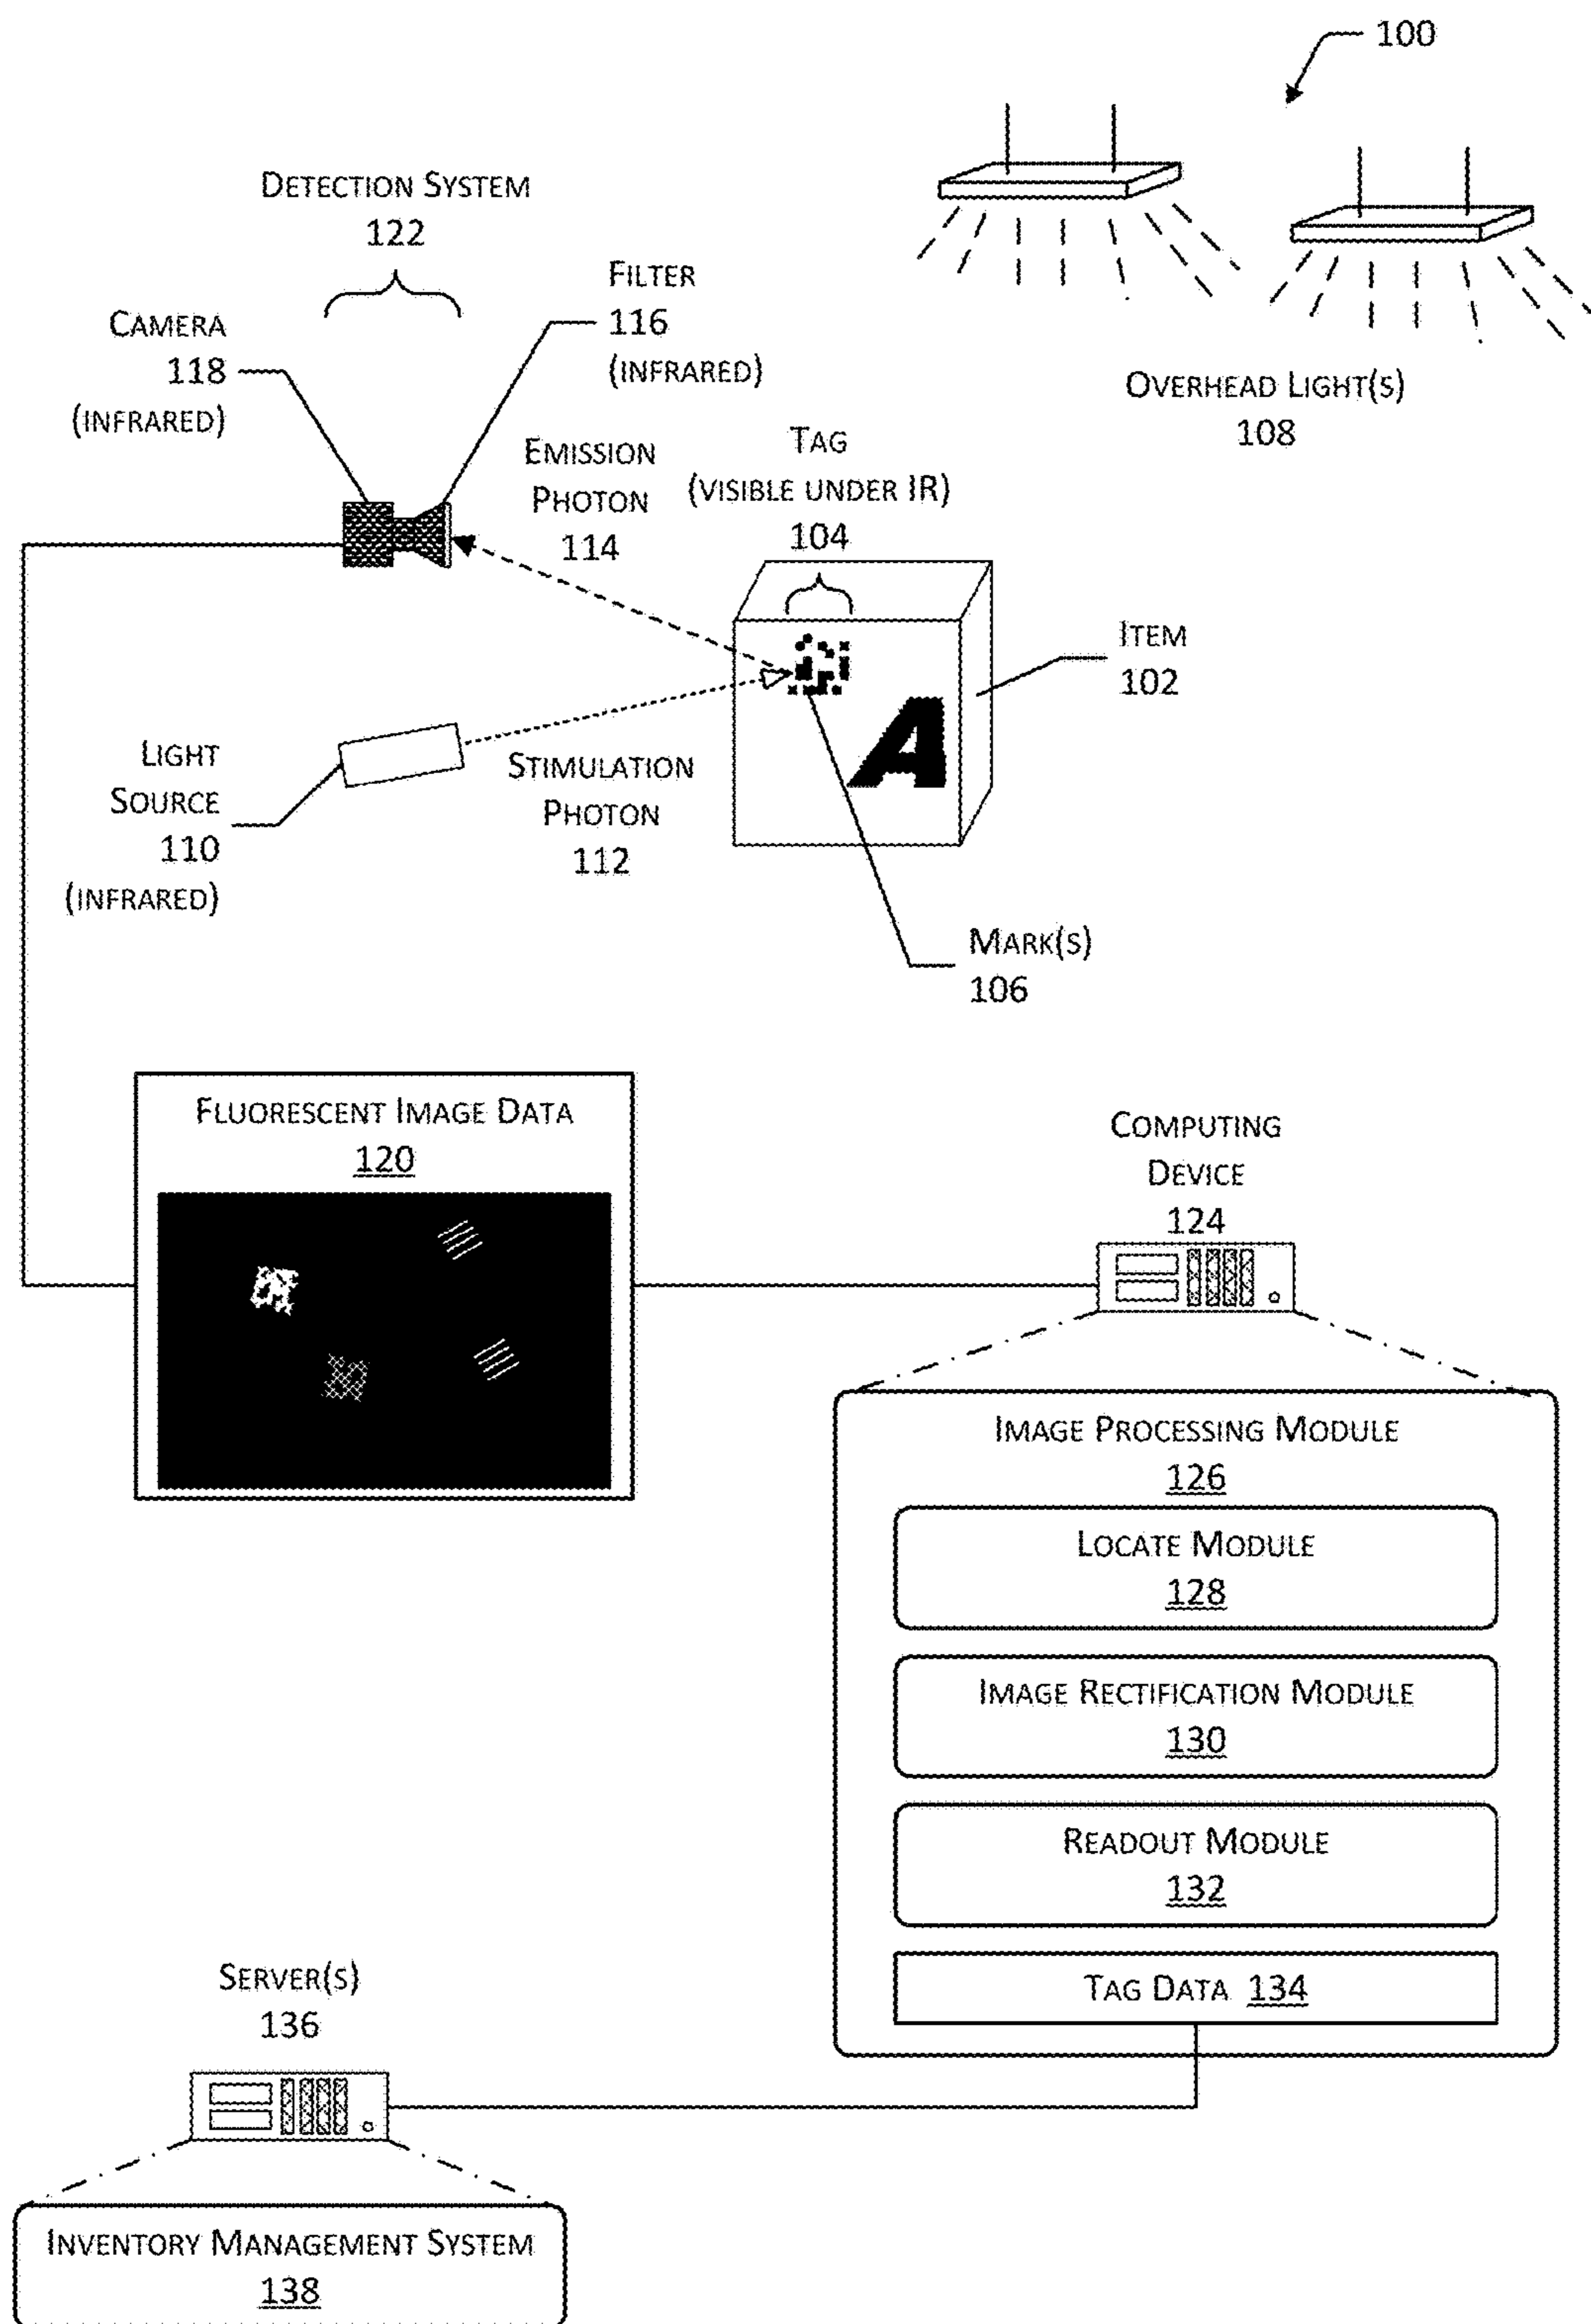 100
DETECTION SYSTEM
122
FILTER
116
(INFRARED)
CAMERA
118
(INFRARED)
OVERHEAD LIGHT(S)
108
EMISSION
PHOTON
114
TAG
(VISIBLE UNDER IR)
104
ITEM
102
A
LIGHT
SOURCE
110
(INFRARED)
STIMULATION
PHOTON
112
MARK(S)
106
FLUORESCENT IMAGE DATA
120
COMPUTING
DEVICE
124
IMAGE PROCESSING MODULE
126
LOCATE MODULE
128
IMAGE RECTIFICATION MODULE
130
READOUT MODULE
132
TAG DATA 134
SERVER(S)
136
INVENTORY MANAGEMENT SYSTEM
138